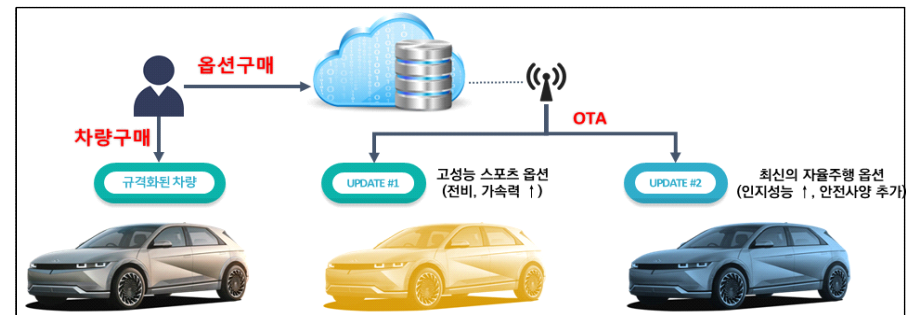 옵션구매
차량구매
OTA
규격화된 차량
UPDATE #1
고성능 스포츠 옵션
(전비, 가속력 ↑)
UPDATE #2
최신의 자율주행 옵션
(인지성능 ↑, 안전사양 추가)